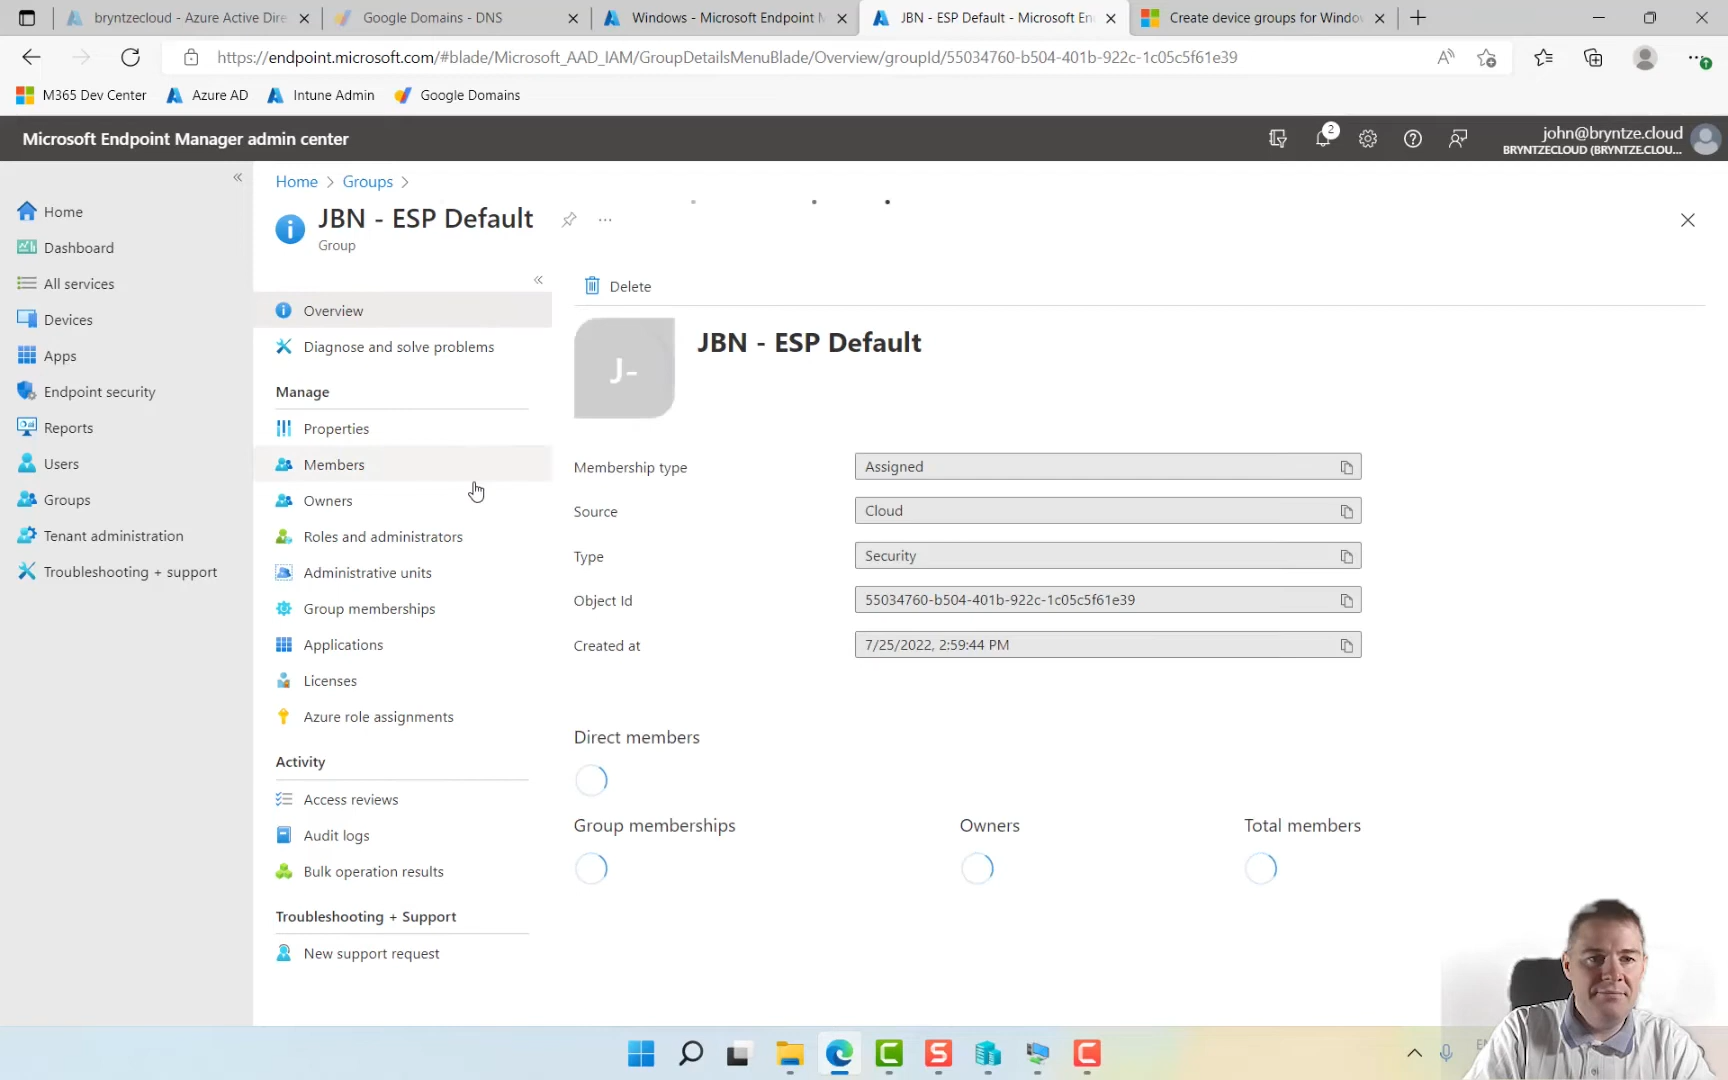 bryntzecloud - Azure Active Dire
Google Domains - DNS
Windows - Microsoft Endpoint M
JBN - ESP Default - Microsoft En
Create device groups for Window
https://endpoint.microsoft.com/#blade/Microsoft_AAD_IAM/GroupDetailsMenuBlade/Overview/groupId/55034760-b504-401b-922c-1c05c5f61e39
M365 Dev Center
Azure AD
Intune Admin
Google Domains
Microsoft Endpoint Manager admin center
2
john@bryntze.cloud
BRYNTZECLOUD (BRYNTZE.CLOU...
Home
Dashboard
All services
Devices
Apps
Endpoint security
Reports
Users
Groups
Tenant administration
Troubleshooting + support
Home > Groups >
JBN - ESP Default
Group
Overview
Diagnose and solve problems
Manage
Properties
Members
Owners
Roles and administrators
Administrative units
Group memberships
Applications
Licenses
Azure role assignments
Activity
Access reviews
Audit logs
Bulk operation results
Troubleshooting + Support
New support request
Delete
J-
JBN - ESP Default
Membership type
Assigned
Source
Cloud
Type
Security
Object Id
55034760-b504-401b-922c-1c05c5f61e39
Created at
7/25/2022, 2:59:44 PM
Direct members
Group memberships
Owners
Total members